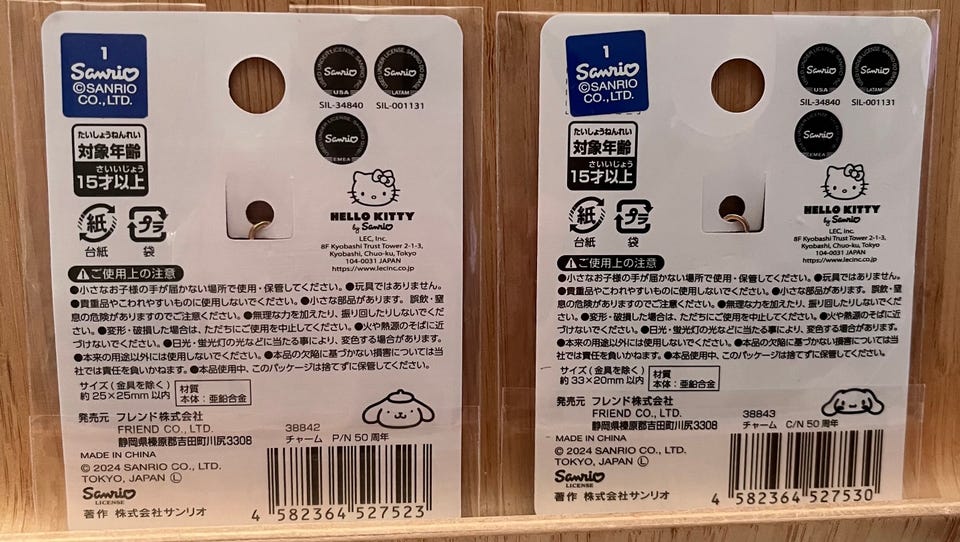 1
Sanrio
©SANRIO
CO., LTD.
USED UNDER LICENSE
Sanrio
USA
SIL-34840
Sanrio
LATAM
SIL-001131
Sanrio
EMEA
たいしょうねんれい
対象年齢
さいいじょう
15才以上
紙
台紙
プラ
袋
HELLO KITTY
by Sanrio
LEC, Inc.
8F Kyobashi Trust Tower 2-1-3,
Kyobashi, Chuo-ku, Tokyo
104-0031 JAPAN
https://www.lecinc.co.jp
ご使用上の注意
●小さなお子様の手が届かない場所で使用・保管してください。●玩具ではありません。
●貴重品やこわれやすいものに使用しないでください。●小さな部品があります。誤飲・窒
息の危険がありますのでご注意ください。●無理な力を加えたり、振り回したりしないくだ
さい。●変形・破損した場合は、ただちにご使用を中止してください。●火や熱源のそばに近
づけないでください。●日光・蛍光灯の光などに当たる事により、変色する場合があります。
●本来の用途以外には使用しないでください。●本品の欠陥に基づかない損害については当
社では責任を負いかねます。●本品使用中、このパッケージは捨てずに保管してください。
サイズ(金具を除く)
約25×25mm以内
材質
本体:亜鉛合金
発売元 フレンド株式会社
FRIEND CO., LTD.
静岡県榛原郡吉田町川尻3308
MADE IN CHINA
© 2024 SANRIO CO., LTD.
TOKYO, JAPAN Ⓛ
Sanrio
LICENSE
著作 株式会社サンリオ
38842
チャーム P/N 50周年
4 582364 527523
1
Sanrio
©SANRIO
CO., LTD.
Sanrio
USA
SIL-34840
Sanrio
LATAM
SIL-001131
Sanrio
EMEA
たいしょうねんれい
対象年齢
さいいじょう
15才以上
紙
台紙
プラ
袋
HELLO KITTY
by Sanrio
LEC, Inc.
8F Kyobashi Trust Tower 2-1-3,
Kyobashi, Chuo-ku, Tokyo
104-0031 JAPAN
https://www.lecinc.co.jp
ご使用上の注意
●小さなお子様の手が届かない場所で使用・保管してください。●玩具ではありません。
●貴重品やこわれやすいものに使用しないでください。●小さな部品があります。誤飲・窒
息の危険がありますのでご注意ください。●無理な力を加えたり、振り回したりしないくだ
さい。●変形・破損した場合は、ただちにご使用を中止してください。●火や熱源のそばに近
づけないでください。●日光・蛍光灯の光などに当たる事により、変色する場合があります。
●本来の用途以外には使用しないでください。●本品の欠陥に基づかない損害については当
社では責任を負いかねます。●本品使用中、このパッケージは捨てずに保管してください。
サイズ(金具を除く)
約33×20mm以内
材質
本体:亜鉛合金
発売元 フレンド株式会社
FRIEND CO., LTD.
静岡県榛原郡吉田町川尻3308
MADE IN CHINA
© 2024 SANRIO CO., LTD.
TOKYO, JAPAN Ⓛ
Sanrio
LICENSE
著作 株式会社サンリオ
38843
チャーム C/N 50周年
4 582364 527530